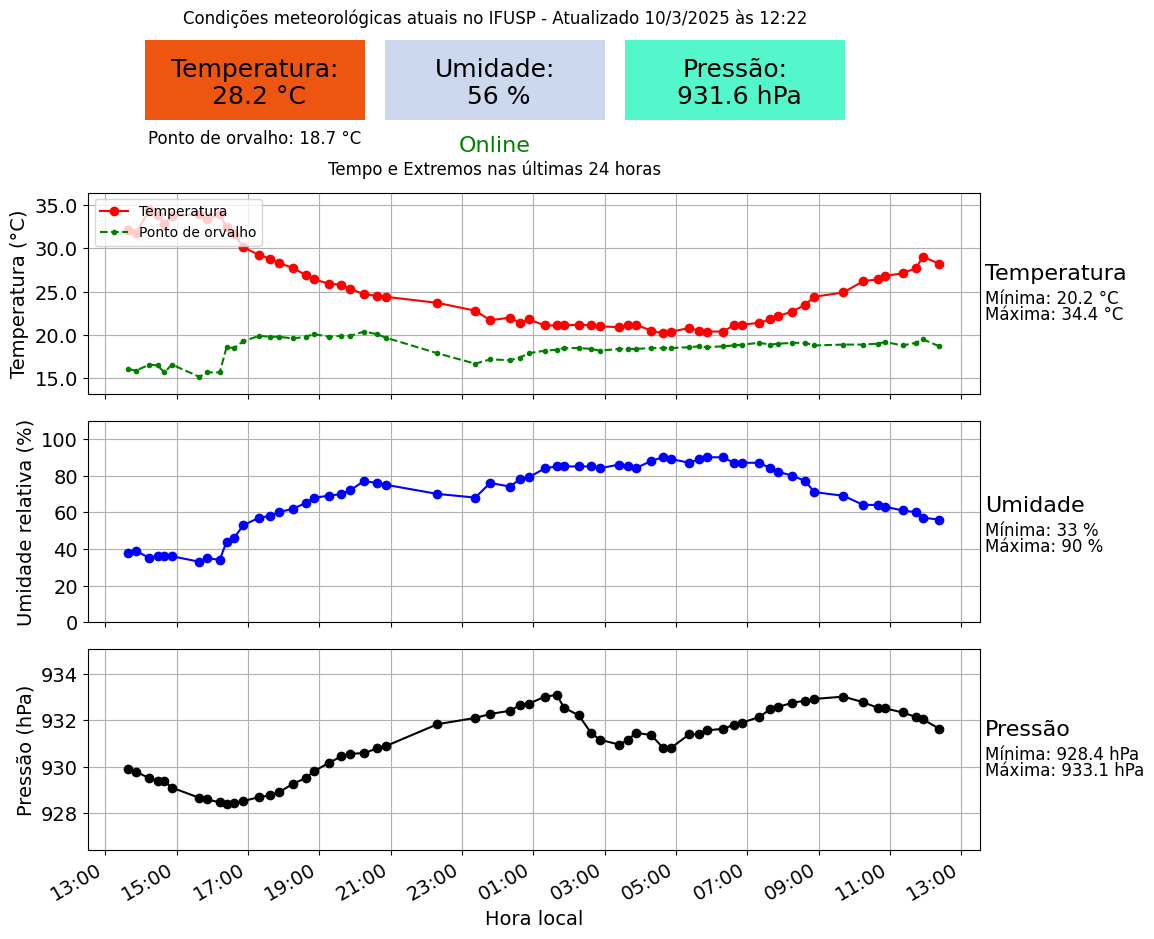 Condições meteorológicas atuais no IFUSP - Atualizado 10/3/2025 às 12:22
Temperatura:
28.2 °C
Umidade:
56 %
Pressão:
931.6 hPa
Ponto de orvalho: 18.7 °C
Online
Tempo e Extremos nas últimas 24 horas
Temperatura (°C)
35.0
30.0
25.0
20.0
15.0
Temperatura
Ponto de orvalho
Temperatura
Mínima: 20.2 °C
Máxima: 34.4 °C
Umidade relativa (%)
100
80
60
40
20
0
Umidade
Mínima: 33 %
Máxima: 90 %
Pressão (hPa)
934
932
930
928
Pressão
Mínima: 928.4 hPa
Máxima: 933.1 hPa
13:00
15:00
17:00
19:00
21:00
23:00
01:00
03:00
05:00
07:00
09:00
11:00
13:00
Hora local